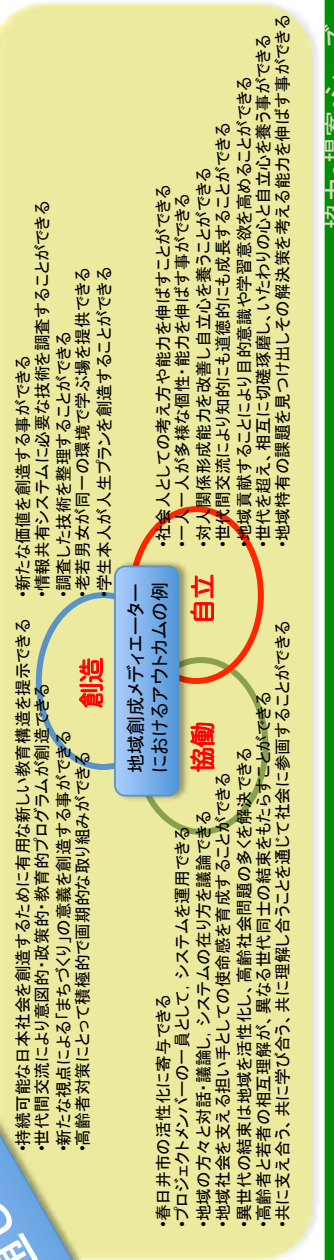 •持続可能な日本社会を創造するために有用な新しい教育構造を提示できる
•世代間交流により意図的・政策的・教育的プログラムが創造できる
•新たな視点による「まちづくり」の意義を創造する事ができる
•高齢者対策にとって積極的で画期的な取り組みができる
•新たな価値を創造する事ができる
•情報共有システムに必要な技術を調査することができる
•調査した技術を整理することができる
•老若男女が同一の環境で学ぶ場を提供できる
•学生本人が人生プランを創造することができる
創造
地域創成メディエーター
におけるアウトカムの例
協働
自立
•春日井市の活性化に寄与できる
•プロジェクトメンバーの一員として、システムを運用できる
•地域の方々と対話・議論し、システムの在り方を議論できる
•地域社会を支える担い手としての使命感を育成することができる
•異世代の結束は地域を活性化し、高齢社会問題の多くを解決できる
•高齢者と若者の相互理解が、異なる世代同士の結束をもたらすことができる
•共に支え合う、共に学び合う、共に理解し合うことを通じて社会に参画することができる
•社会人としての考え方や能力を伸ばすことができる
•一人一人が多様な個性・能力を伸ばす事ができる
•対人関係形成能力を改善し自立心を養うことができる
•世代間交流により知的にも道徳的にも成長することができる
•地域貢献することにより目的意識や学習意欲を高めることができる
•世代を超え、相互に切磋琢磨し、いたわりの心と自立心を養う事ができる
•地域特有の課題を見つけ出しその解決策を考える能力を伸ばす事ができる